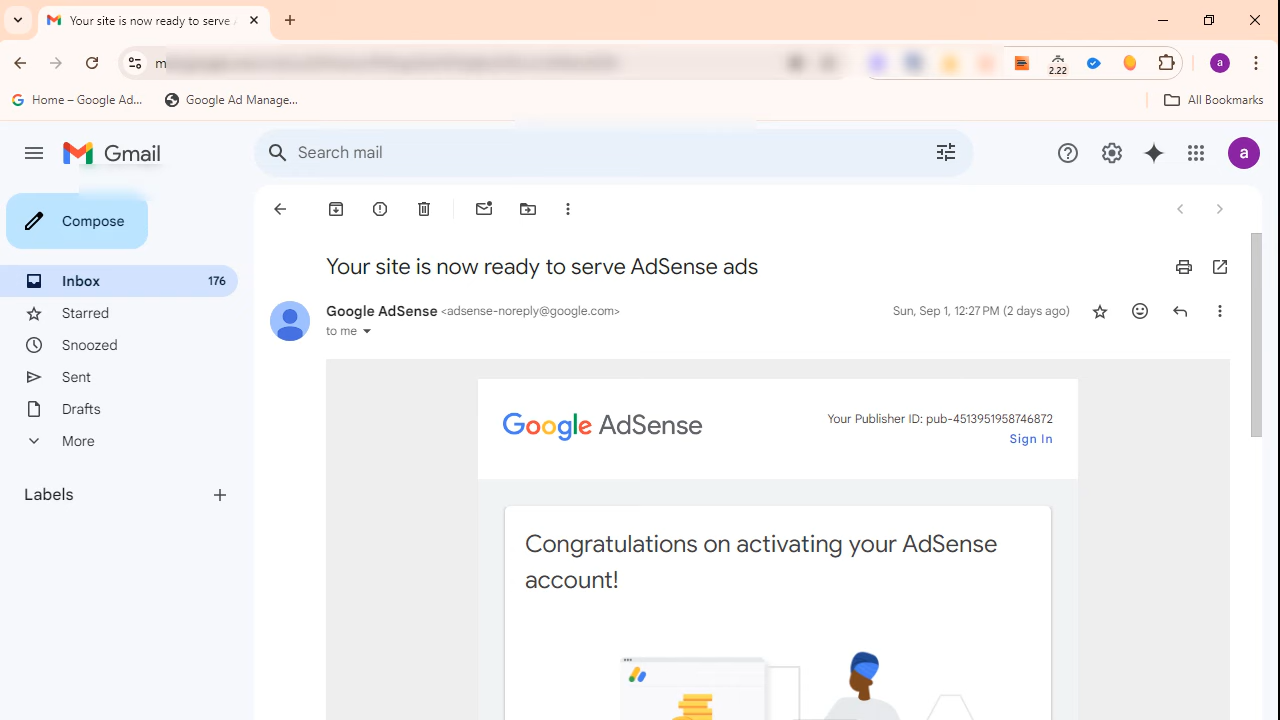 Your site is now ready to serve
m
2.22
a
Home – Google Ad...
Google Ad Manage...
All Bookmarks
Gmail
Search mail
a
Compose
Inbox 176
Starred
Snoozed
Sent
Drafts
More
Labels
Your site is now ready to serve AdSense ads
Google AdSense <adsense-noreply@google.com>
Sun, Sep 1, 12:27 PM (2 days ago)
to me
Google AdSense
Your Publisher ID: pub-4513951958746872
Sign In
Congratulations on activating your AdSense
account!